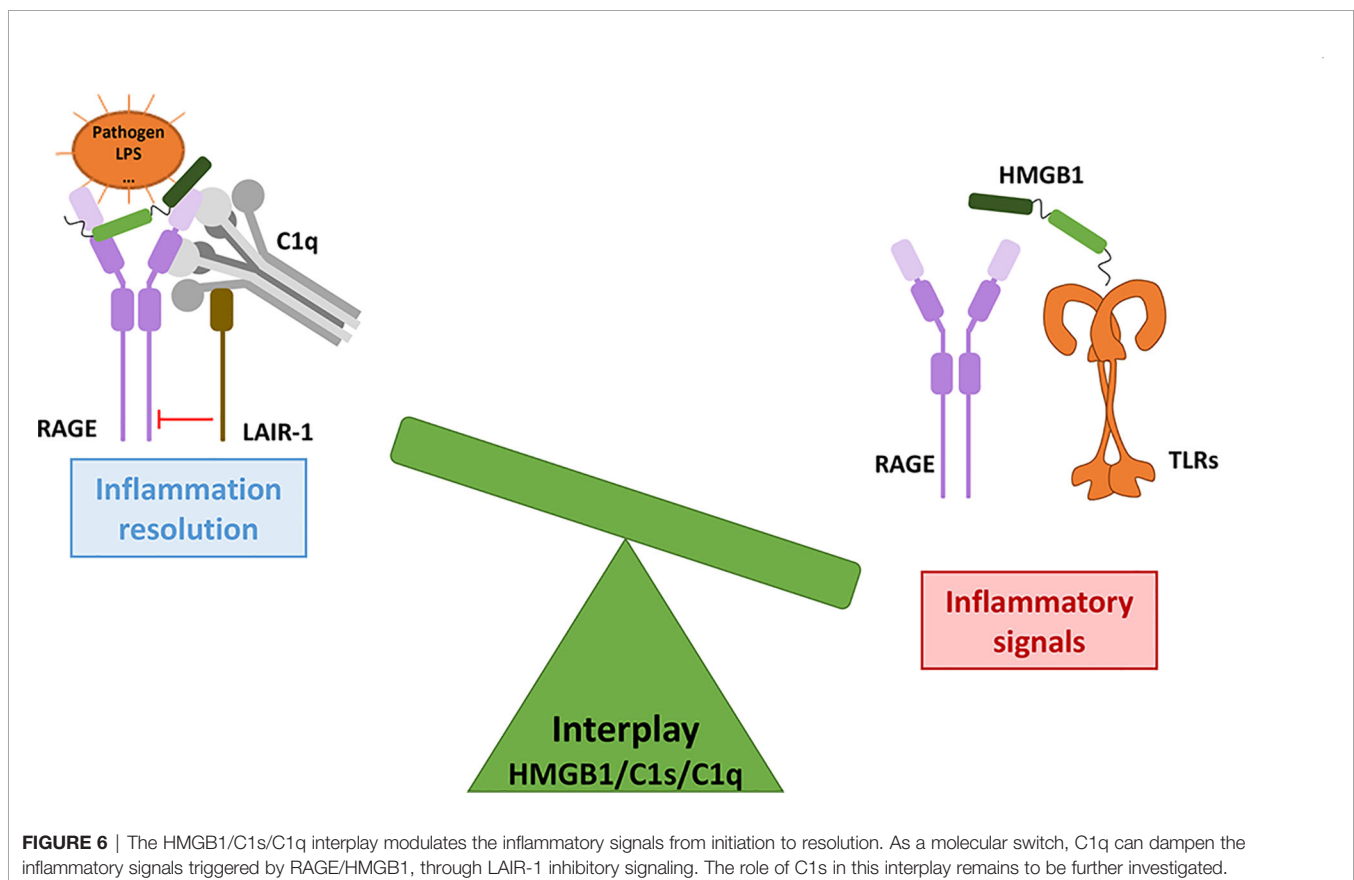 Pathogen
LPS
...
C1q
RAGE
LAIR-1
Inflammation
resolution
HMGB1
RAGE
TLRs
Inflammatory
signals
Interplay
HMGB1/C1s/C1q
FIGURE 6 | The HMGB1/C1s/C1q interplay modulates the inflammatory signals from initiation to resolution. As a molecular switch, C1q can dampen the
inflammatory signals triggered by RAGE/HMGB1, through LAIR-1 inhibitory signaling. The role of C1s in this interplay remains to be further investigated.